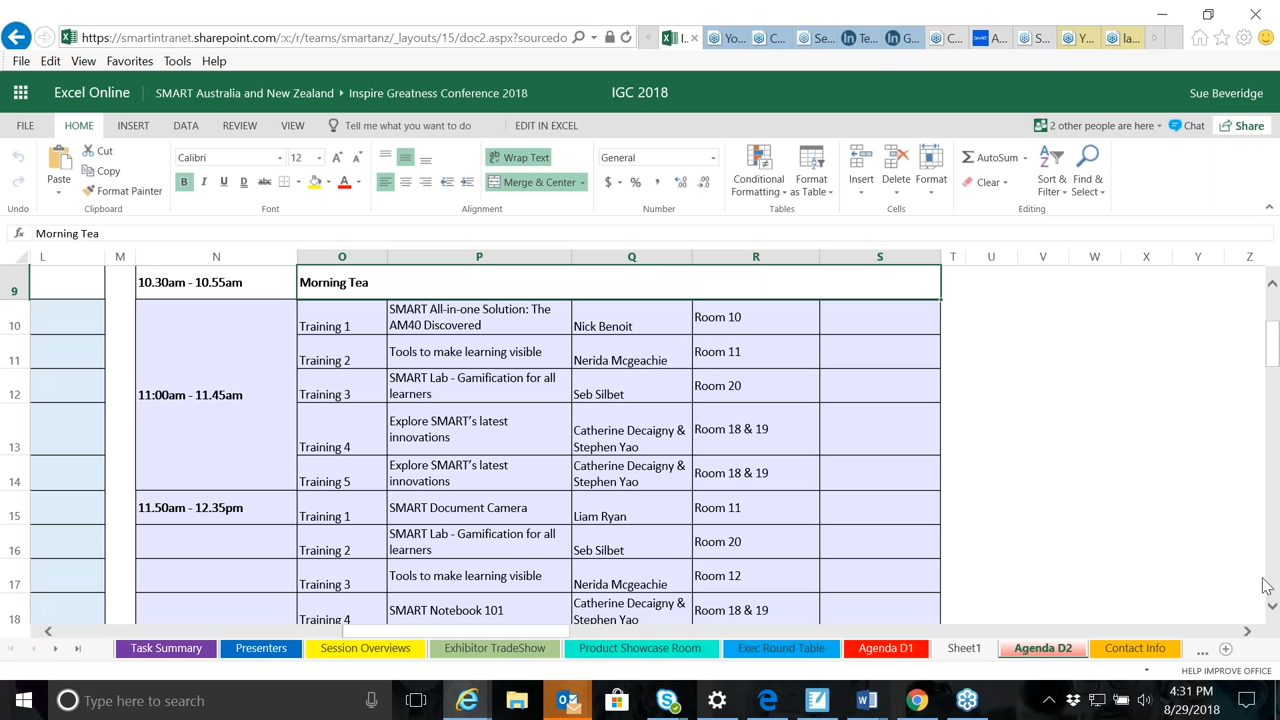 https://smartintranet.sharepoint.com/:x:/r/teams/smartanz/_layouts/15/doc2.aspx?sourcedo
I...
Yo...
C...
Se...
Te...
G...
C...
A...
S...
Y...
la...
File Edit View Favorites Tools Help
Excel Online SMART Australia and New Zealand Inspire Greatness Conference 2018 IGC 2018 Sue Beveridge
FILE HOME INSERT DATA REVIEW VIEW Tell me what you want to do EDIT IN EXCEL 2 other people are here Chat Share
Paste Cut Copy Format Painter
Calibri 12
B I U D abc A
Wrap Text
Merge & Center
General
$ % ,
Conditional Formatting
Format as Table
Insert Delete Format
AutoSum
Clear
Sort & Filter
Find & Select
Undo Clipboard Font Alignment Number Tables Cells Editing
fx Morning Tea
L M N O P Q R S T U V W X Y Z
9 10.30am - 10.55am Morning Tea
10 Training 1 SMART All-in-one Solution: The AM40 Discovered Nick Benoit Room 10
11 Training 2 Tools to make learning visible Nerida Mcgeachie Room 11
12 11:00am - 11.45am Training 3 SMART Lab - Gamification for all learners Seb Silbet Room 20
13 Training 4 Explore SMART's latest innovations Catherine Decaigny & Stephen Yao Room 18 & 19
14 Training 5 Explore SMART's latest innovations Catherine Decaigny & Stephen Yao Room 18 & 19
15 11.50am - 12.35pm Training 1 SMART Document Camera Liam Ryan Room 11
16 Training 2 SMART Lab - Gamification for all learners Seb Silbet Room 20
17 Training 3 Tools to make learning visible Nerida Mcgeachie Room 12
18 Training 4 SMART Notebook 101 Catherine Decaigny & Stephen Yao Room 18 & 19
Task Summary Presenters Session Overviews Exhibitor TradeShow Product Showcase Room Exec Round Table Agenda D1 Sheet1 Agenda D2 Contact Info ...
HELP IMPROVE OFFICE
Type here to search
4:31 PM
8/29/2018